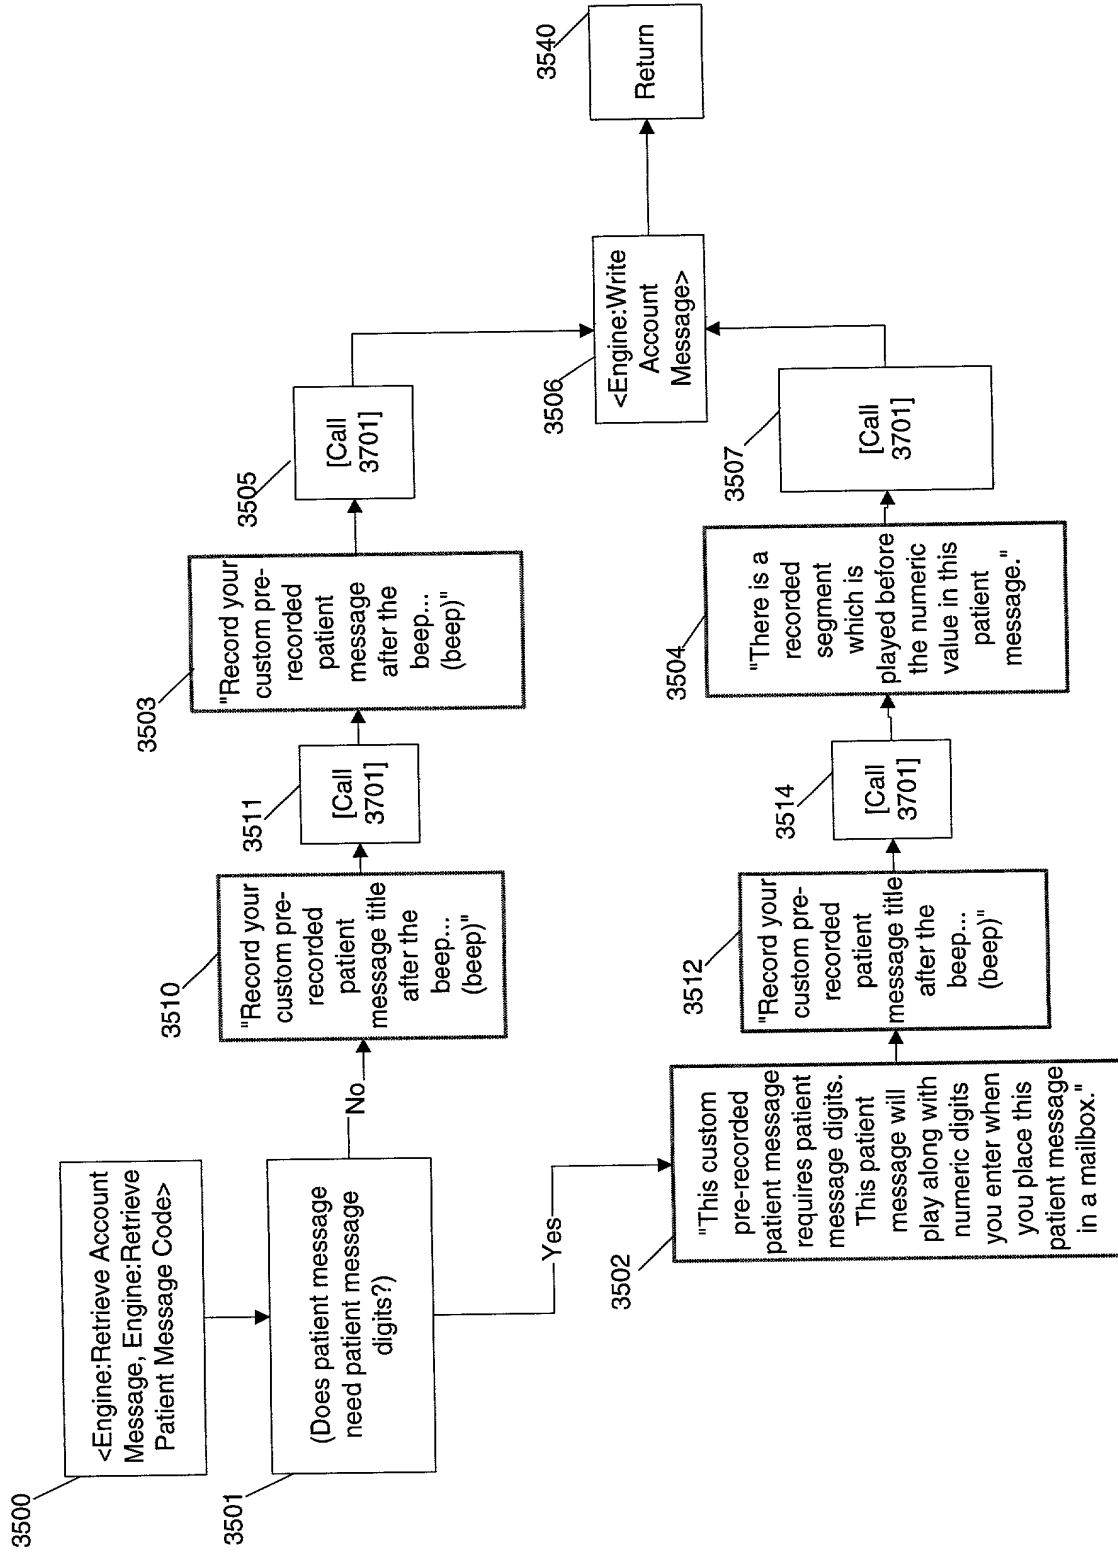 3500
<Engine:Retrieve Account
Message, Engine:Retrieve
Patient Message Code>
3501
(Does patient message
need patient message
digits?)
No
3510
"Record your
custom pre-
recorded
patient
message title
after the
beep...
(beep)"
3511
[Call
3701]
3503
"Record your
custom pre-
recorded
patient
message
after the
beep...
(beep)"
3505
[Call
3701]
Yes
3502
"This custom
pre-recorded
patient message
requires patient
message digits.
This patient
message will
play along with
numeric digits
you enter when
you place this
patient message
in a mailbox."
3512
"Record your
custom pre-
recorded
patient
message title
after the
beep...
(beep)"
3514
[Call
3701]
3504
"There is a
recorded
segment
which is
played before
the numeric
value in this
patient
message."
3507
[Call
3701]
3506
<Engine:Write
Account
Message>
3540
Return